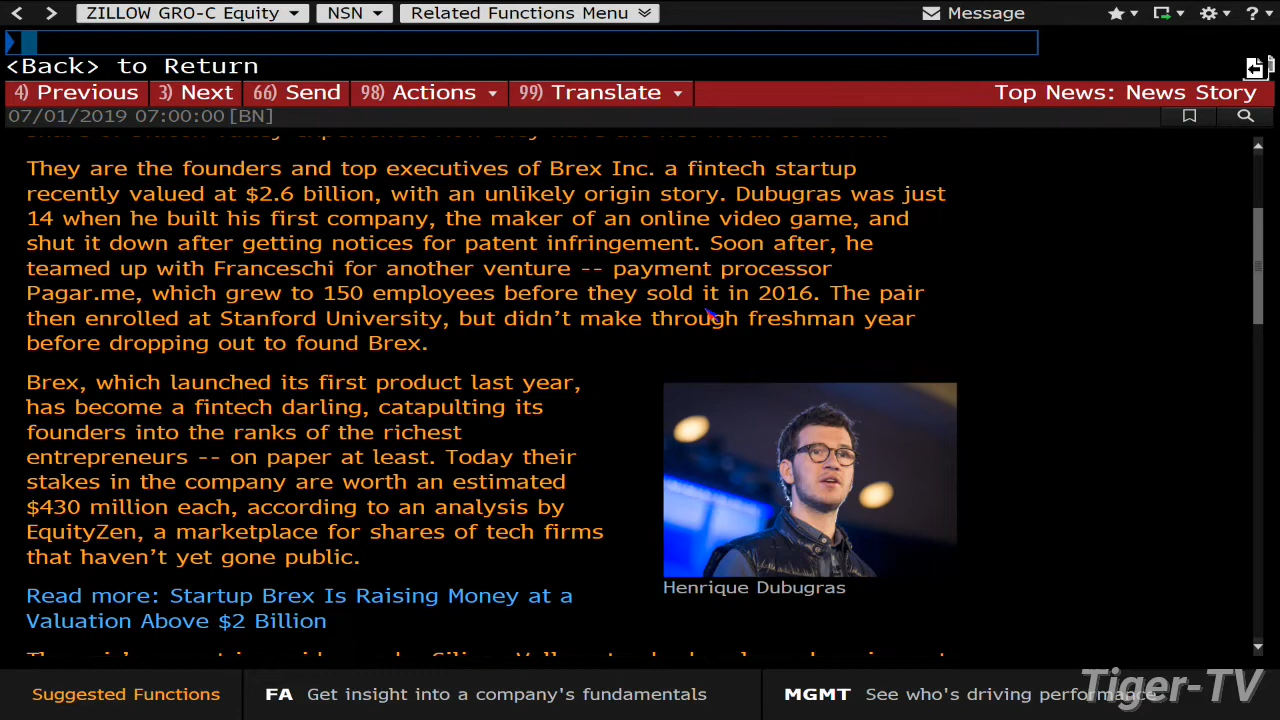 ZILLOW GRO-C Equity NSN Related Functions Menu Message ?
<Back> to Return
4) Previous 3) Next 66) Send 98) Actions 99) Translate Top News: News Story
07/01/2019 07:00:00 [BN]
They are the founders and top executives of Brex Inc. a fintech startup
recently valued at $2.6 billion, with an unlikely origin story. Dubugras was just
14 when he built his first company, the maker of an online video game, and
shut it down after getting notices for patent infringement. Soon after, he
teamed up with Franceschi for another venture -- payment processor
Pagar.me, which grew to 150 employees before they sold it in 2016. The pair
then enrolled at Stanford University, but didn't make through freshman year
before dropping out to found Brex.
Brex, which launched its first product last year,
has become a fintech darling, catapulting its
founders into the ranks of the richest
entrepreneurs -- on paper at least. Today their
stakes in the company are worth an estimated
$430 million each, according to an analysis by
EquityZen, a marketplace for shares of tech firms
that haven't yet gone public.
Henrique Dubugras
Read more: Startup Brex Is Raising Money at a
Valuation Above $2 Billion
Suggested Functions FA Get insight into a company's fundamentals MGMT See who's driving performance
Tiger-TV